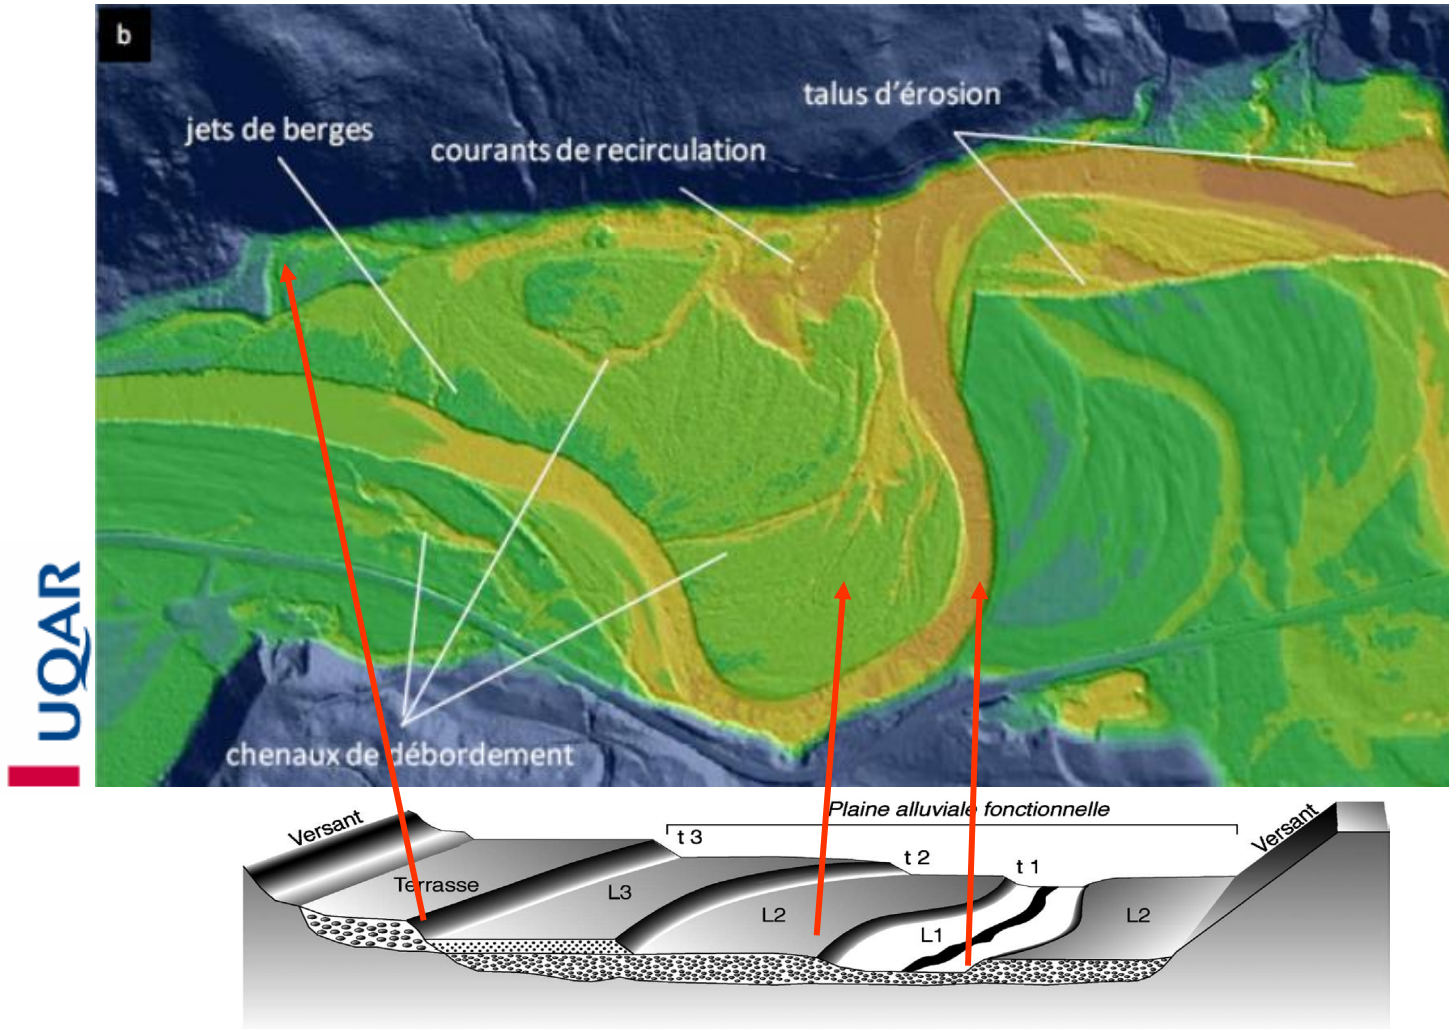 b
talus d'érosion
jets de berges
courants de recirculation
UQAR
chenaux de débordement
Plaine alluviale fonctionnelle
Versant
Versant
t 3
t 2
t 1
Terrasse
L3
L2
L1
L2